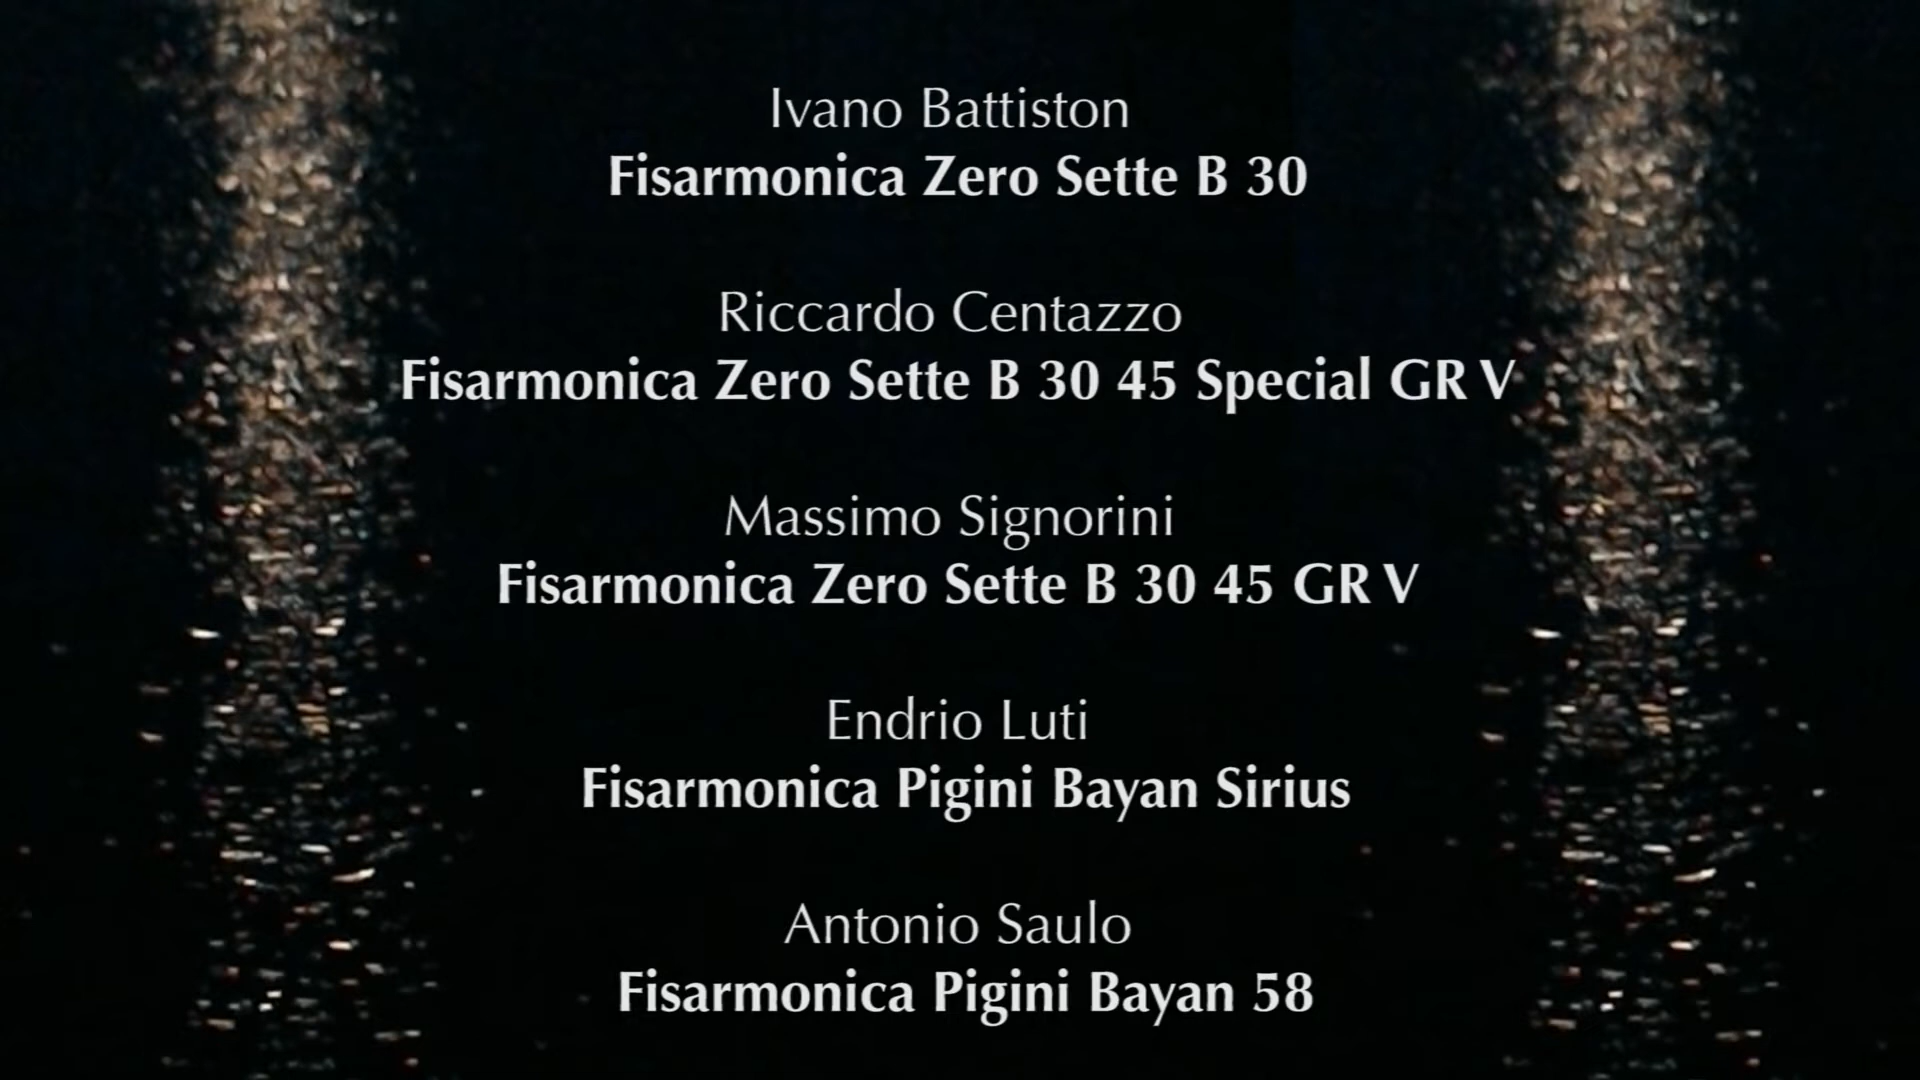 Ivano Battiston
Fisarmonica Zero Sette B 30
Riccardo Centazzo
Fisarmonica Zero Sette B 30 45 Special GR V
Massimo Signorini
Fisarmonica Zero Sette B 30 45 GR V
Endrio Luti
Fisarmonica Pigini Bayan Sirius
Antonio Saulo
Fisarmonica Pigini Bayan 58